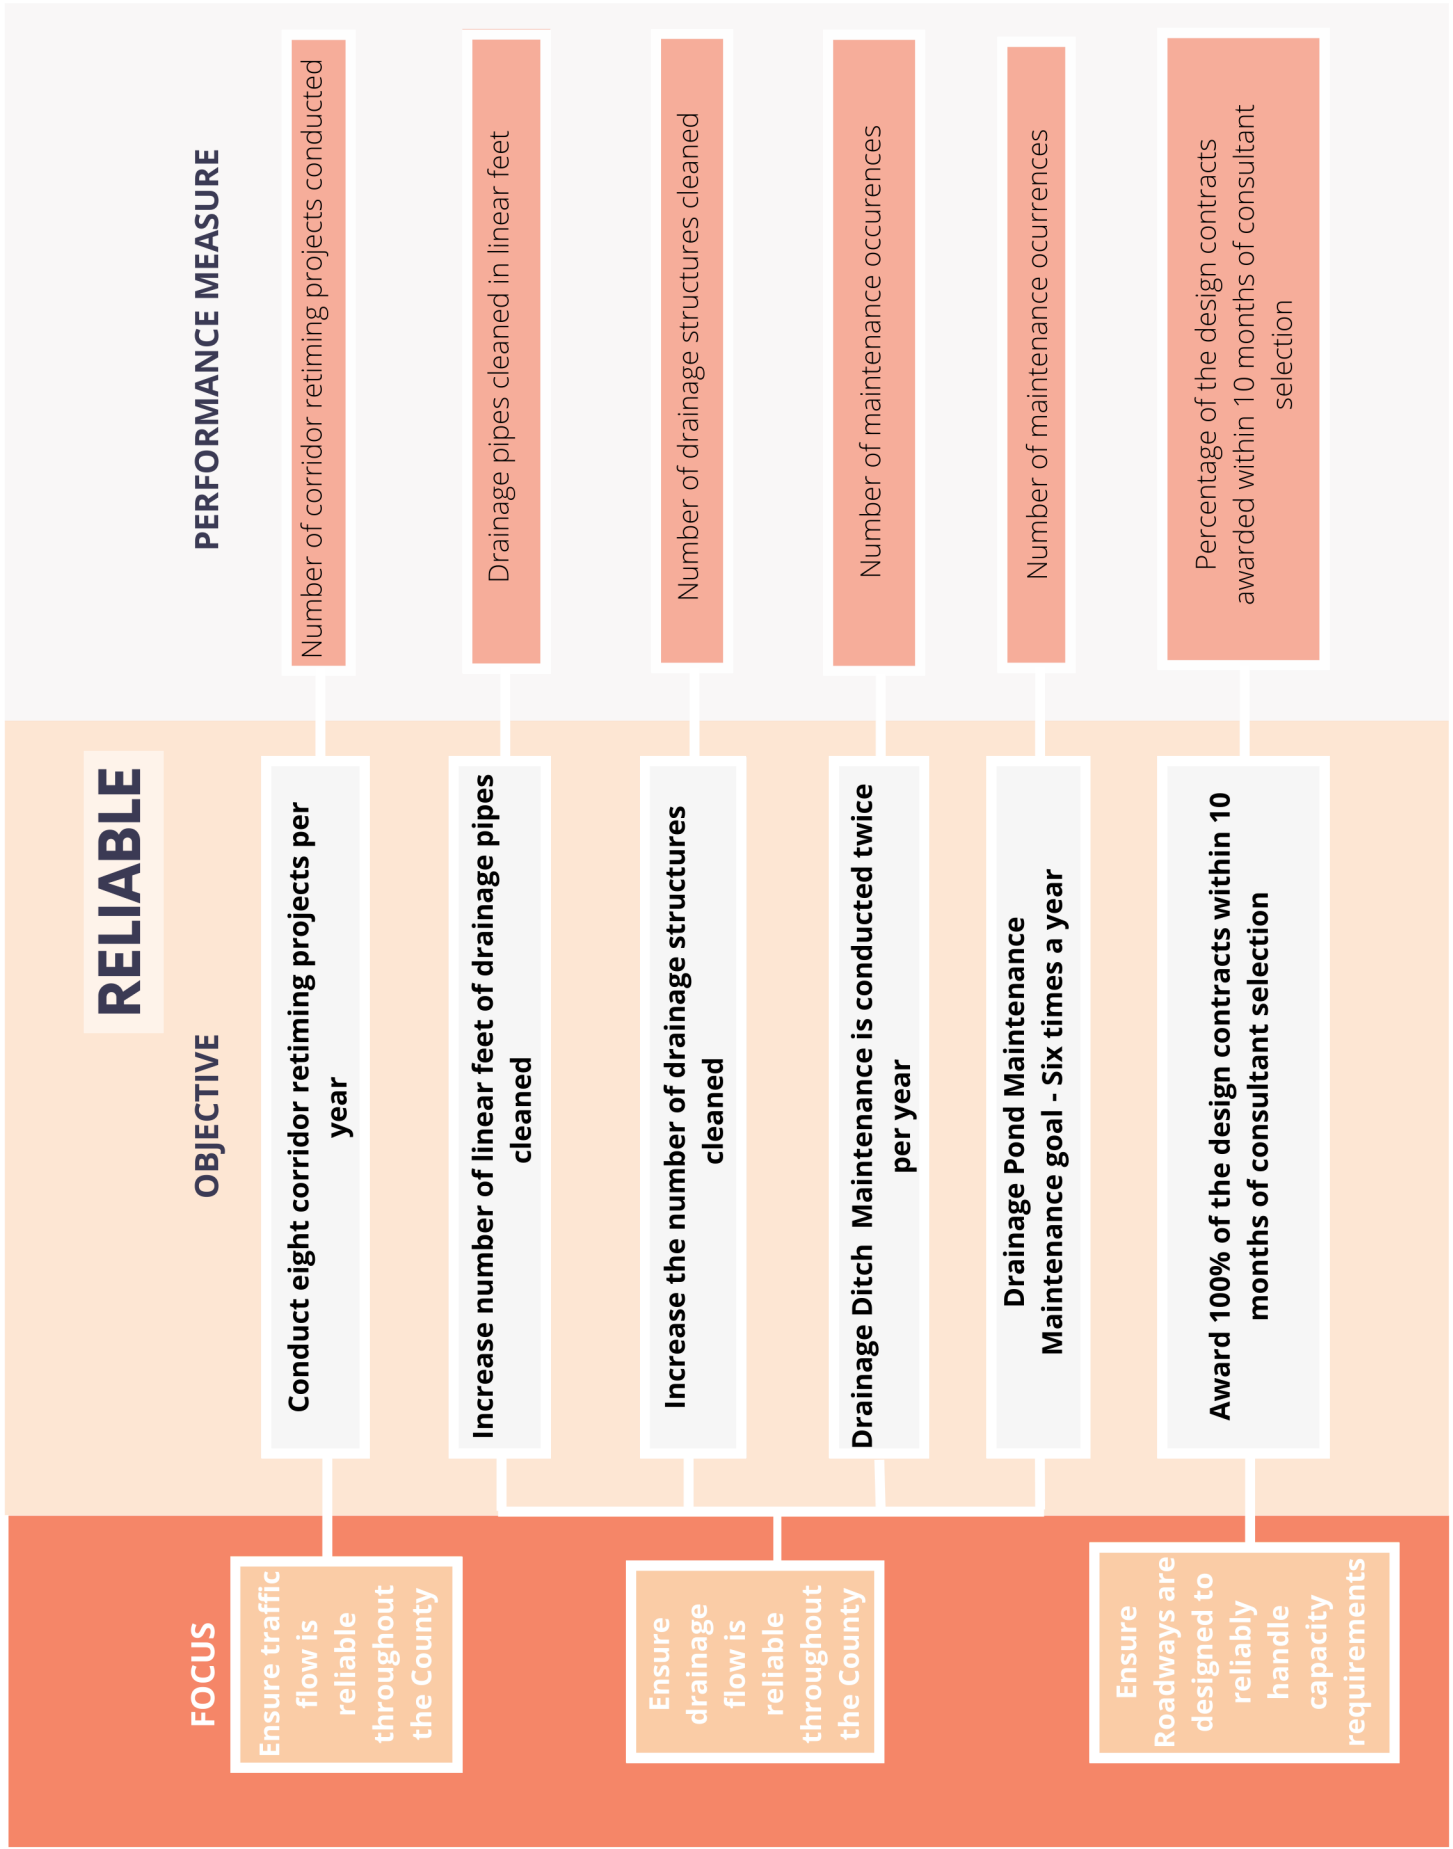 RELIABLE
FOCUS
OBJECTIVE
PERFORMANCE MEASURE
Ensure traffic
flow is
reliable
throughout
the County
Conduct eight corridor retiming projects per
year
Number of corridor retiming projects conducted
Ensure
drainage
flow is
reliable
throughout
the County
Increase number of linear feet of drainage pipes
cleaned
Drainage pipes cleaned in linear feet
Increase the number of drainage structures
cleaned
Number of drainage structures cleaned
Drainage Ditch  Maintenance is conducted twice
per year
Number of maintenance occurences
Drainage Pond Maintenance
Maintenance goal - Six times a year
Number of maintenance ocurrences
Ensure
Roadways are
designed to
reliably
handle
capacity
requirements
Award 100% of the design contracts within 10
months of consultant selection
Percentage of the design contracts
awarded within 10 months of consultant
selection